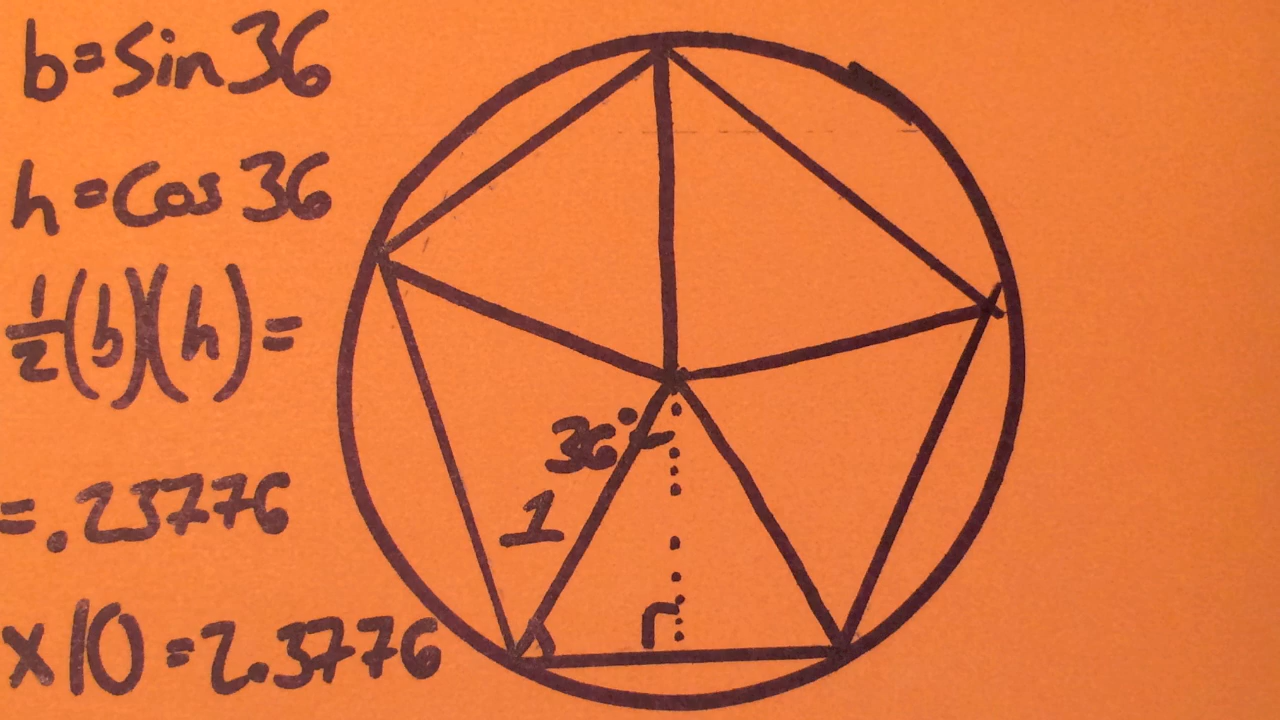 b=sin36
h=cos36
½(b)(h)=
=.23776
x10=2.3776
36°
1